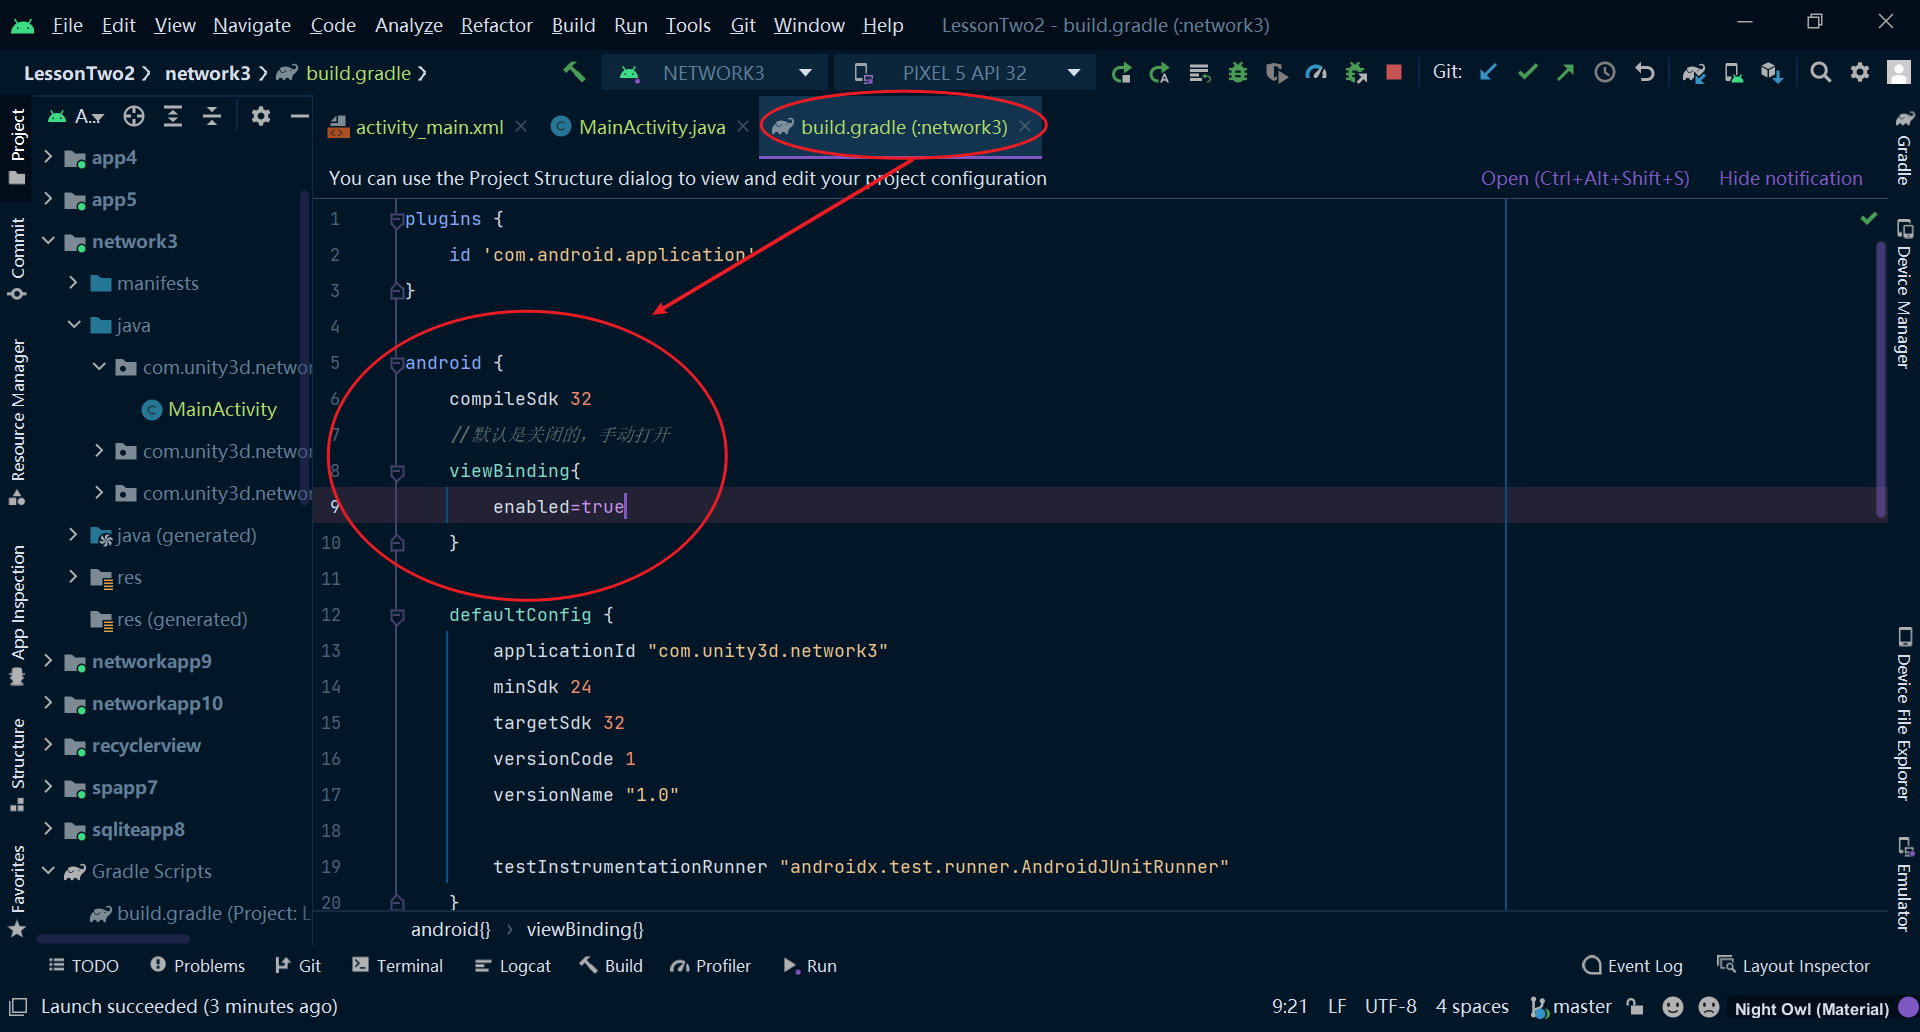 File Edit View Navigate Code Analyze Refactor Build Run Tools Git Window Help LessonTwo2 - build.gradle (:network3)
LessonTwo2 network3 build.gradle NETWORK3 PIXEL 5 API 32 Git:
A..
activity_main.xml MainActivity.java build.gradle (:network3)
You can use the Project Structure dialog to view and edit your project configuration Open (Ctrl+Alt+Shift+S) Hide notification
Project
Commit
Resource Manager
App Inspection
Structure
Favorites
app4
app5
network3
manifests
java
com.unity3d.networ
MainActivity
com.unity3d.networ
com.unity3d.networ
java (generated)
res
res (generated)
networkapp9
networkapp10
recyclerview
spapp7
sqliteapp8
Gradle Scripts
build.gradle (Project: L
1 plugins {
2 id 'com.android.application'
3 }
4
5 android {
6 compileSdk 32
7 //默认是关闭的，手动打开
8 viewBinding{
9 enabled=true
10 }
11
12 defaultConfig {
13 applicationId "com.unity3d.network3"
14 minSdk 24
15 targetSdk 32
16 versionCode 1
17 versionName "1.0"
18
19 testInstrumentationRunner "androidx.test.runner.AndroidJUnitRunner"
20 }
android{} › viewBinding{}
Gradle
Device Manager
Device File Explorer
Emulator
TODO Problems Git Terminal Logcat Build Profiler Run Event Log Layout Inspector
Launch succeeded (3 minutes ago) 9:21 LF UTF-8 4 spaces master Night Owl (Material)